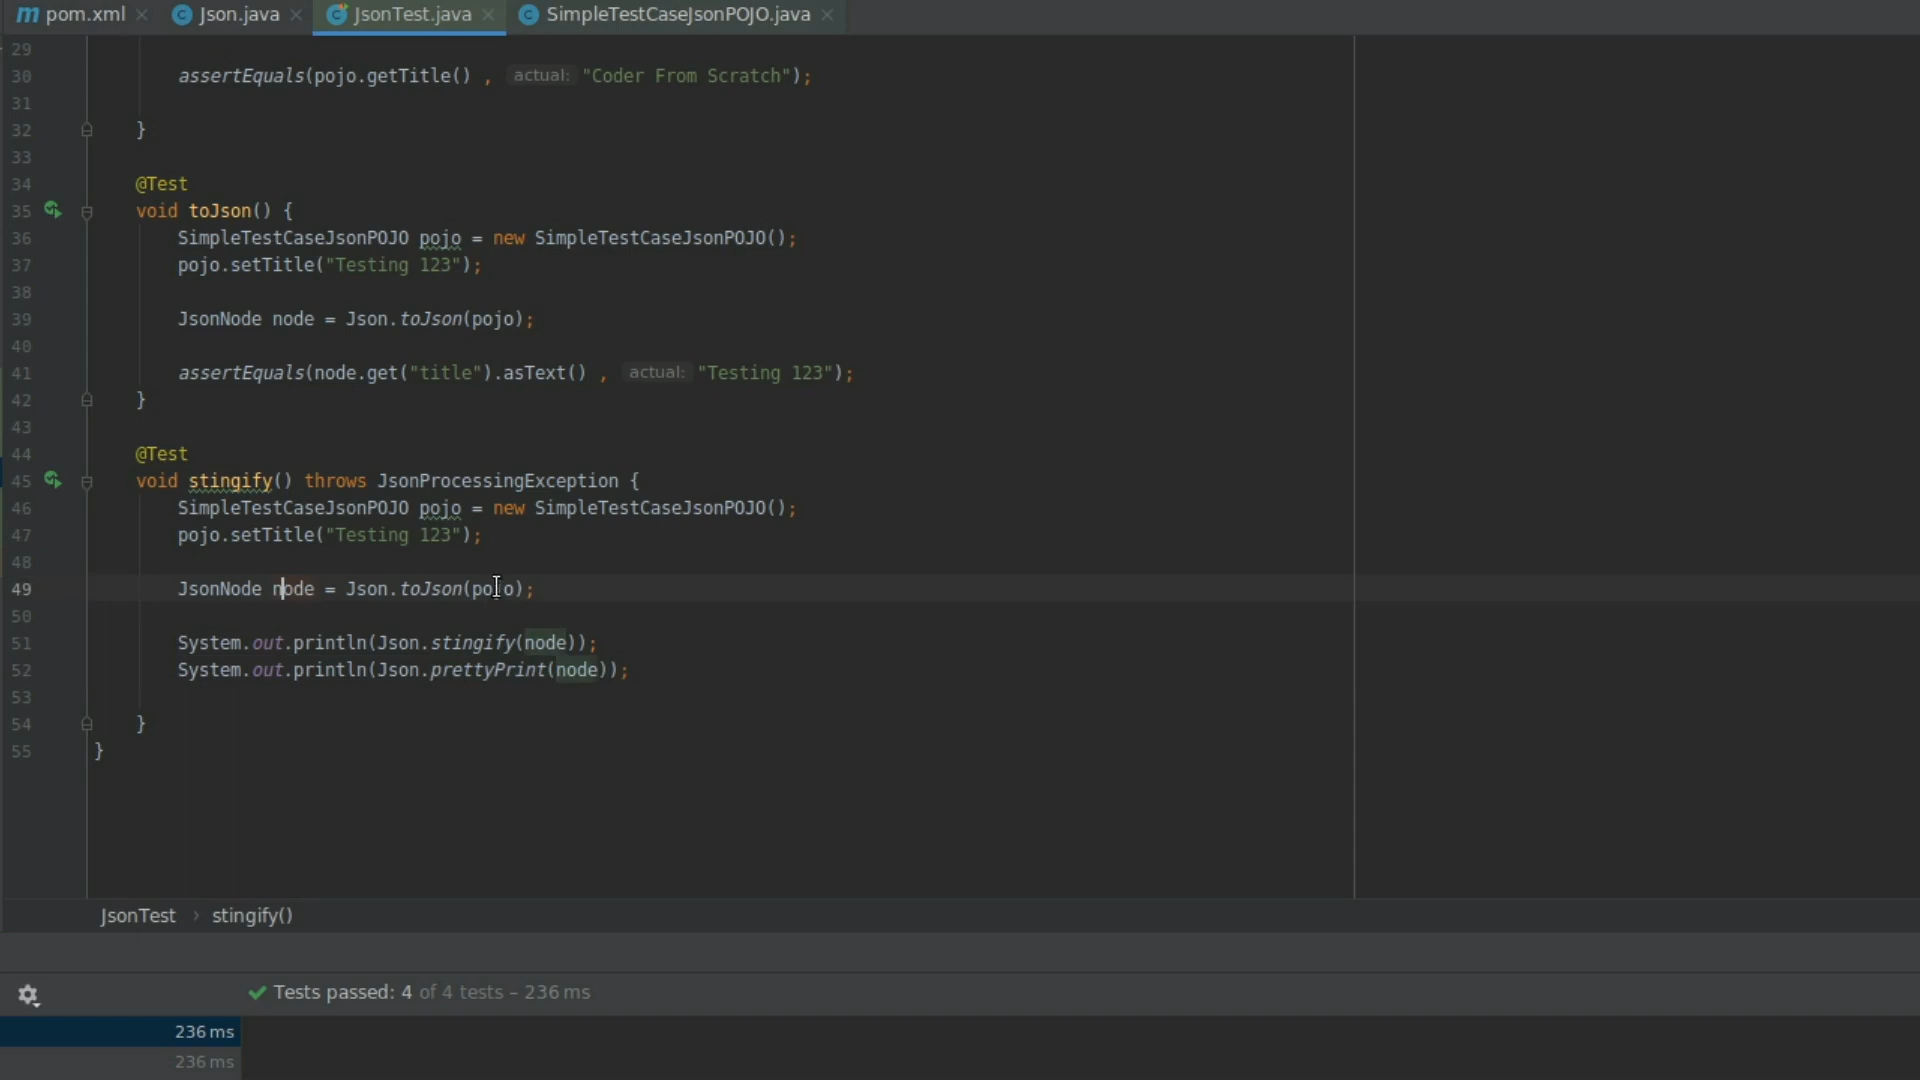 pom.xml Json.java JsonTest.java SimpleTestCaseJsonPOJO.java
29
30 assertEquals(pojo.getTitle() , actual: "Coder From Scratch");
31
32 }
33
34 @Test
35 void toJson() {
36 SimpleTestCaseJsonPOJO pojo = new SimpleTestCaseJsonPOJO();
37 pojo.setTitle("Testing 123");
38
39 JsonNode node = Json.toJson(pojo);
40
41 assertEquals(node.get("title").asText() , actual: "Testing 123");
42 }
43
44 @Test
45 void stingify() throws JsonProcessingException {
46 SimpleTestCaseJsonPOJO pojo = new SimpleTestCaseJsonPOJO();
47 pojo.setTitle("Testing 123");
48
49 JsonNode node = Json.toJson(pojo);
50
51 System.out.println(Json.stingify(node));
52 System.out.println(Json.prettyPrint(node));
53
54 }
55 }
JsonTest › stingify()
Tests passed: 4 of 4 tests – 236 ms
236 ms
236 ms